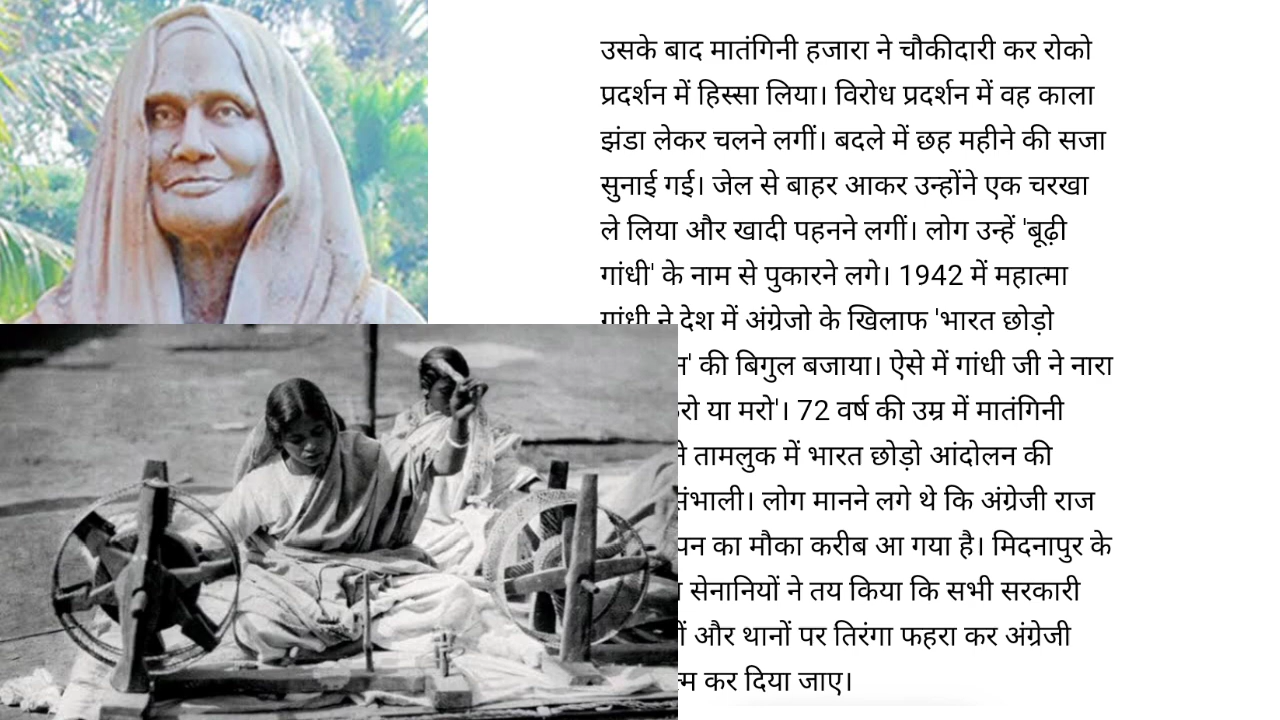 उसके बाद मातंगिनी हजारा ने चौकीदारी कर रोको
प्रदर्शन में हिस्सा लिया। विरोध प्रदर्शन में वह काला
झंडा लेकर चलने लगीं। बदले में छह महीने की सजा
सुनाई गई। जेल से बाहर आकर उन्होंने एक चरखा
ले लिया और खादी पहनने लगीं। लोग उन्हें 'बूढ़ी
गांधी' के नाम से पुकारने लगे। 1942 में महात्मा
गांधी ने देश में अंग्रेजो के खिलाफ 'भारत छोड़ो
की बिगुल बजाया। ऐसे में गांधी जी ने नारा
या मरो'। 72 वर्ष की उम्र में मातंगिनी
तामलुक में भारत छोड़ो आंदोलन की
संभाली। लोग मानने लगे थे कि अंग्रेजी राज
का मौका करीब आ गया है। मिदनापुर के
सेनानियों ने तय किया कि सभी सरकारी
और थानों पर तिरंगा फहरा कर अंग्रेजी
कर दिया जाए।